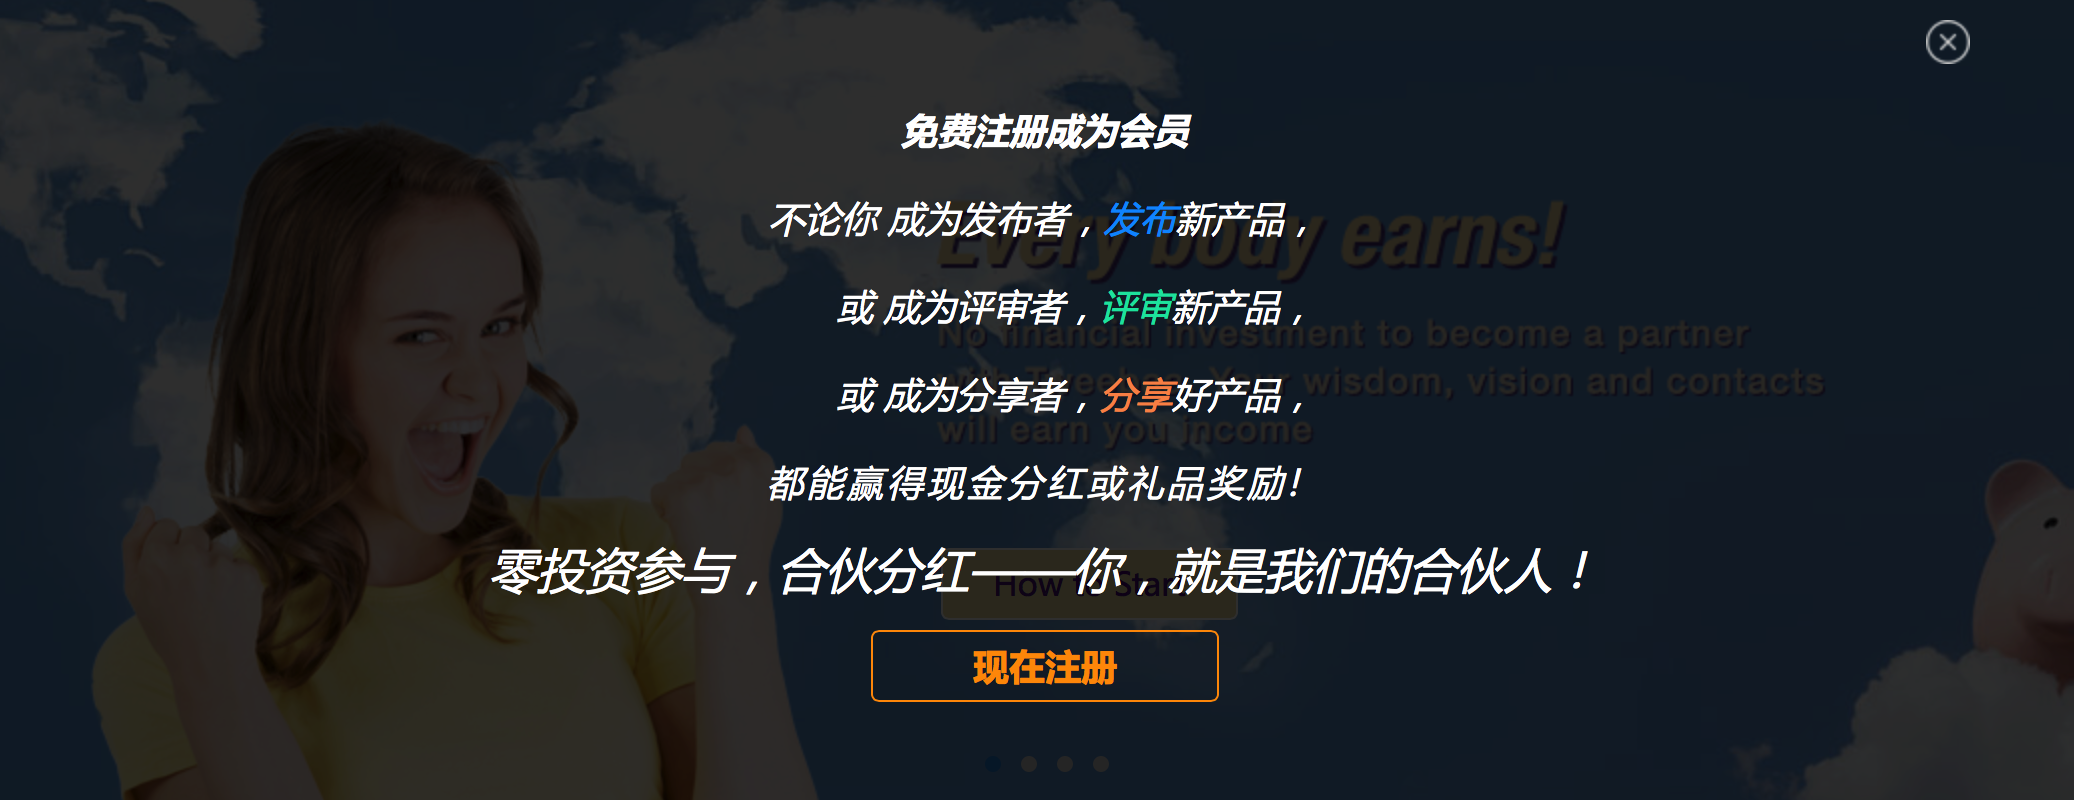 免费注册成为会员
不论你 成为发布者，发布新产品，
Every body earns!
或 成为评审者，评审新产品，
No financial investment to become a partner
或 成为分享者，分享好产品，
Your wisdom, vision and contacts
will earn you income
都能赢得现金分红或礼品奖励!
零投资参与，合伙分红——你，就是我们的合伙人！
How to Start
现在注册